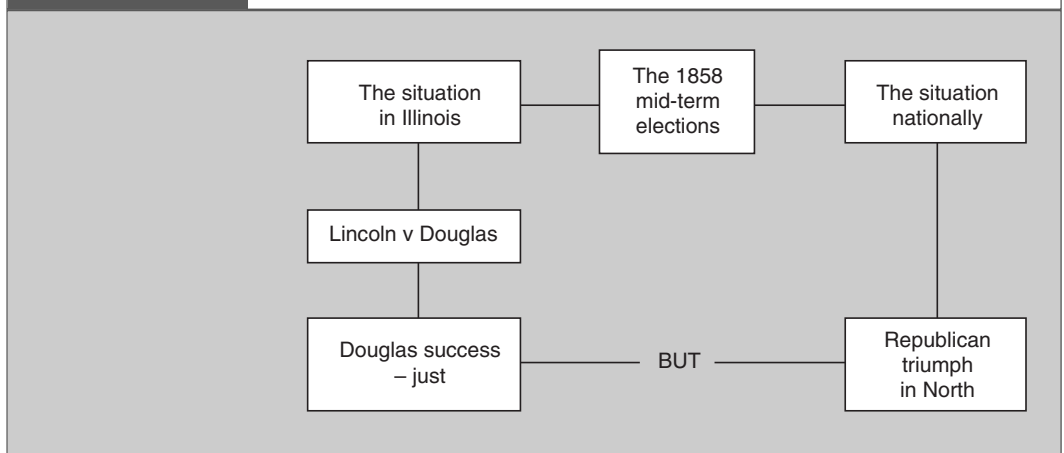 The situation
in Illinois
The 1858
mid-term
elections
The situation
nationally
Lincoln v Douglas
Douglas success
– just
BUT
Republican
triumph
in North